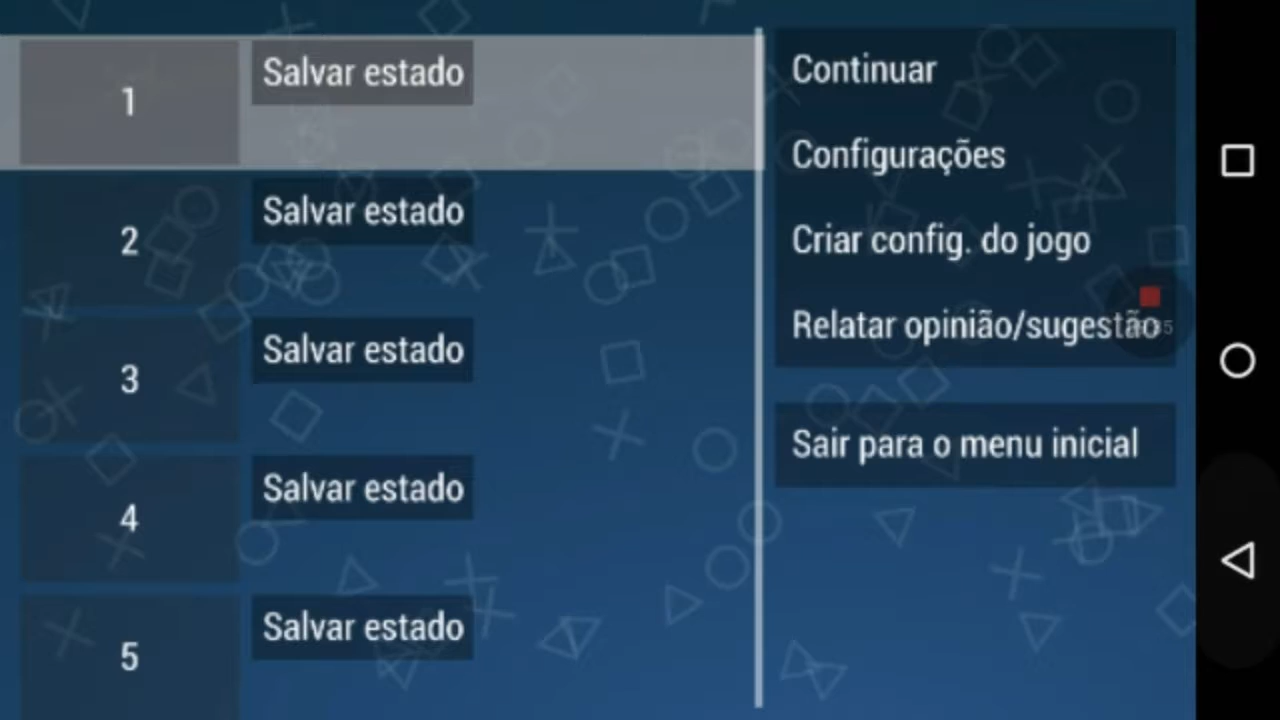 1
Salvar estado
2
Salvar estado
3
Salvar estado
4
Salvar estado
5
Salvar estado
Continuar
Configurações
Criar config. do jogo
Relatar opinião/sugestão
Sair para o menu inicial